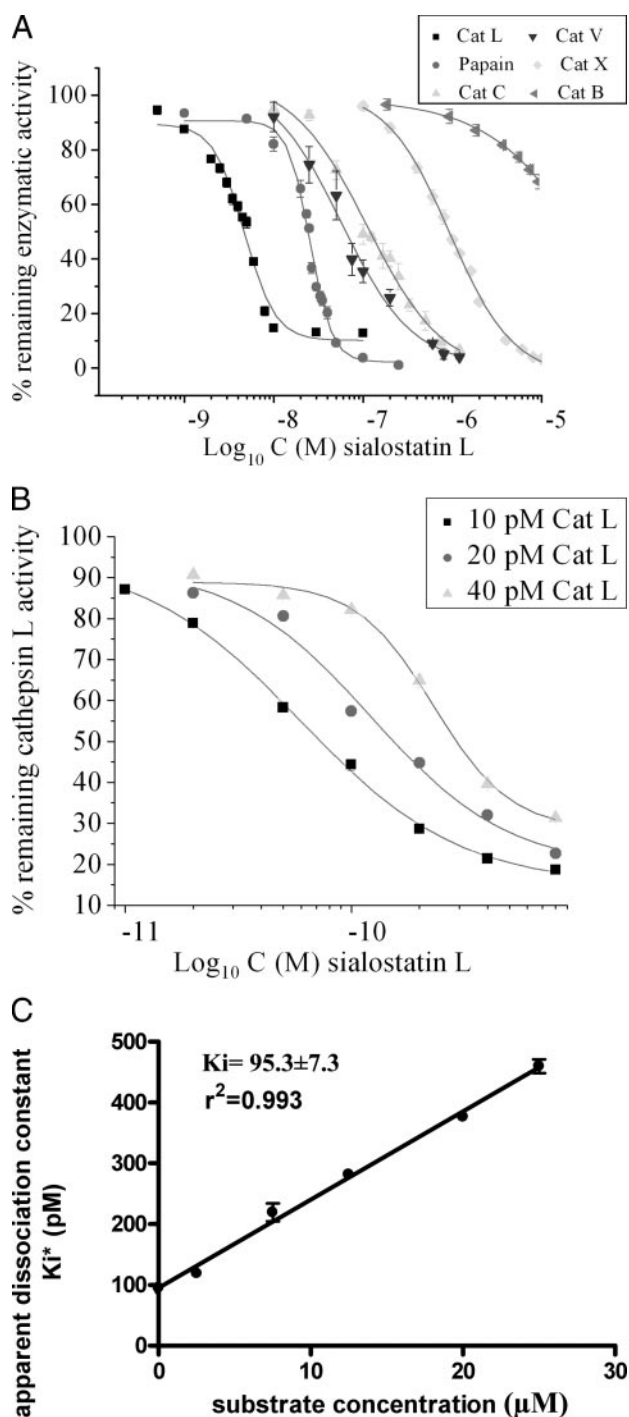 A
Cat L
Cat V
Papain
Cat X
Cat C
Cat B
% remaining enzymatic activity
100
80
60
40
20
0
-9
-8
-7
-6
-5
Log₁₀ C (M) sialostatin L
B
10 pM Cat L
20 pM Cat L
40 pM Cat L
% remaining cathepsin L activity
100
90
80
70
60
50
40
30
20
10
-11
-10
Log₁₀ C (M) sialostatin L
C
Ki= 95.3±7.3
r²=0.993
apparent dissociation constant
Ki* (pM)
500
400
300
200
100
0
0
10
20
30
substrate concentration (μM)